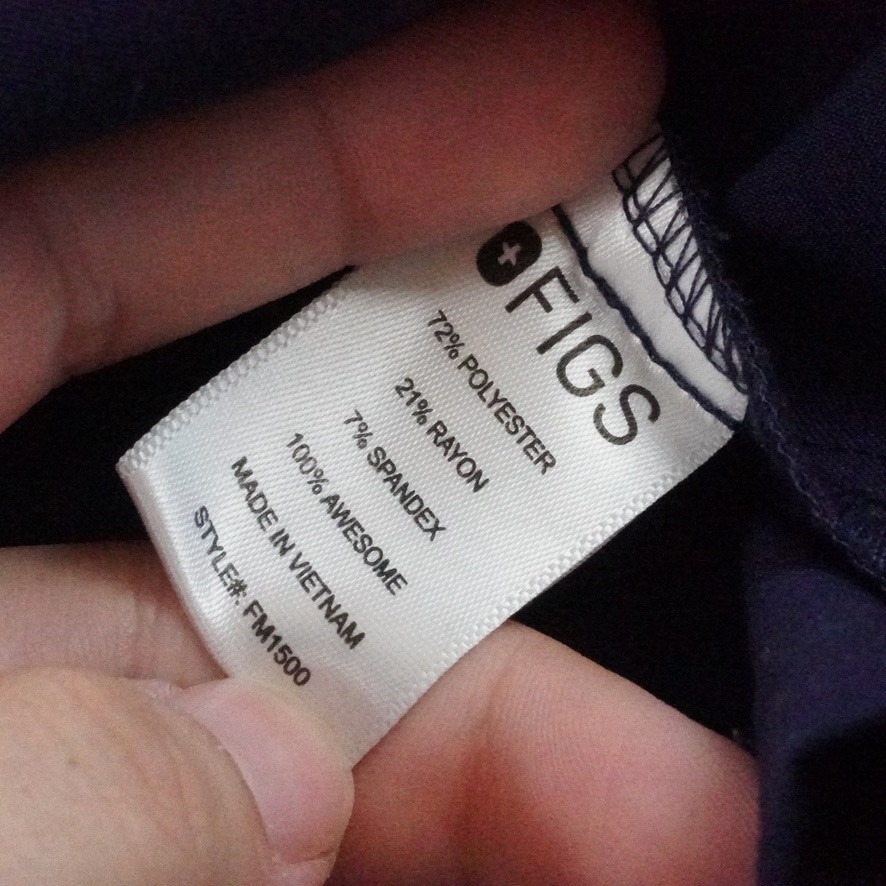 FIGS
72% POLYESTER
21% RAYON
7% SPANDEX
100% AWESOME
MADE IN VIETNAM
STYLE#: FM1500